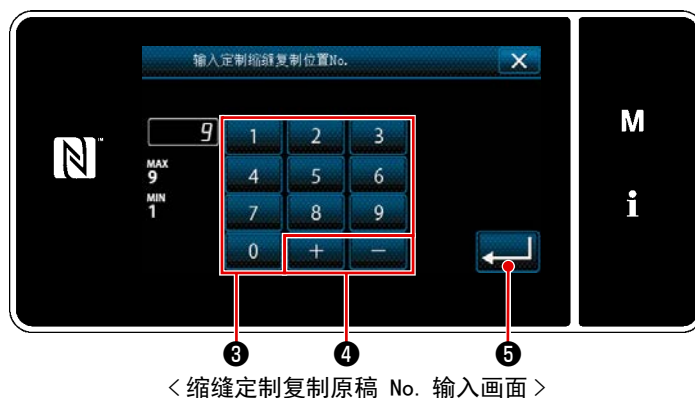 输入定制缩缝复制位置No.
X
9
1 2 3
MAX
9
4 5 6
MIN
1
7 8 9
0 + −
M
i
N
❸ ❹ ❺
<缩缝定制复制原稿 No. 输入画面>